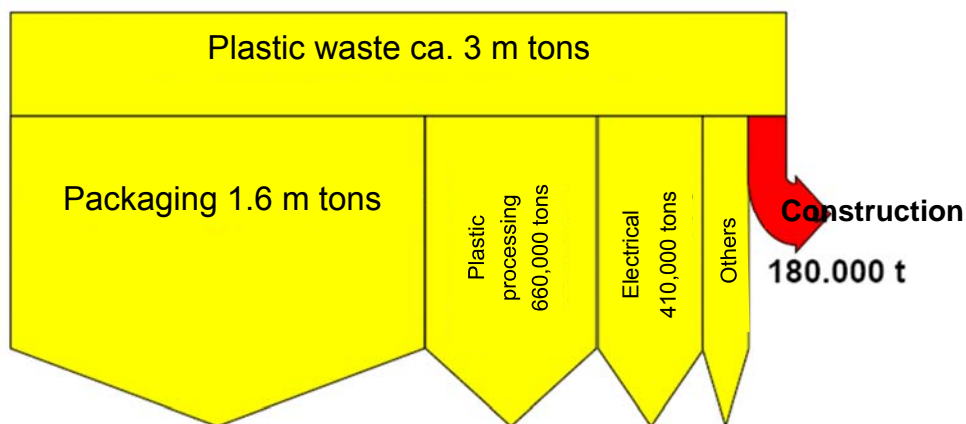 Plastic waste ca. 3 m tons
Packaging 1.6 m tons
Plastic
processing
660,000 tons
Electrical
410,000 tons
Others
Construction
180.000 t